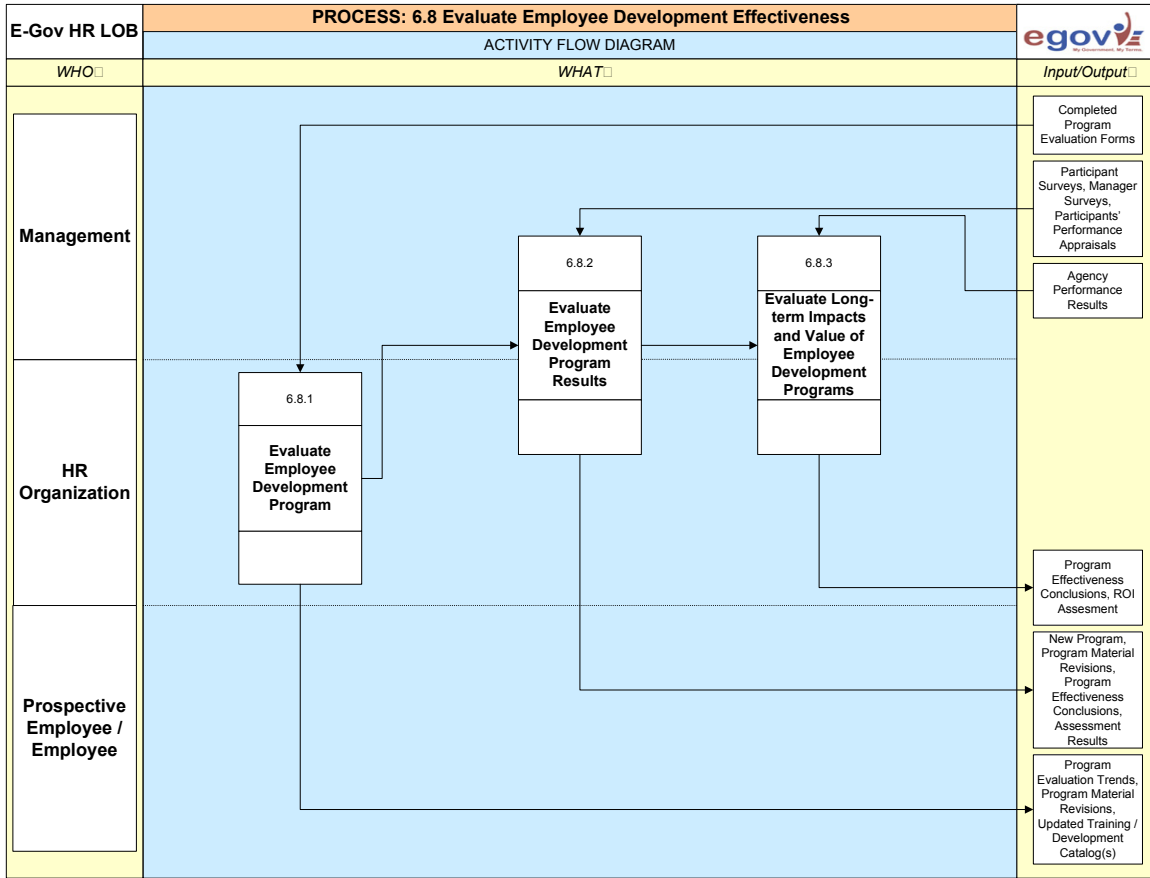 E-Gov HR LOB
PROCESS: 6.8 Evaluate Employee Development Effectiveness
ACTIVITY FLOW DIAGRAM
egov
My Government. My Terms.
WHO□
WHAT□
Input/Output□
Management
HR
Organization
Prospective
Employee /
Employee
6.8.1
Evaluate
Employee
Development
Program
6.8.2
Evaluate
Employee
Development
Program
Results
6.8.3
Evaluate Long-
term Impacts
and Value of
Employee
Development
Programs
Completed
Program
Evaluation Forms
Participant
Surveys, Manager
Surveys,
Participants'
Performance
Appraisals
Agency
Performance
Results
Program
Effectiveness
Conclusions, ROI
Assesment
New Program,
Program Material
Revisions,
Program
Effectiveness
Conclusions,
Assessment
Results
Program
Evaluation Trends,
Program Material
Revisions,
Updated Training /
Development
Catalog(s)